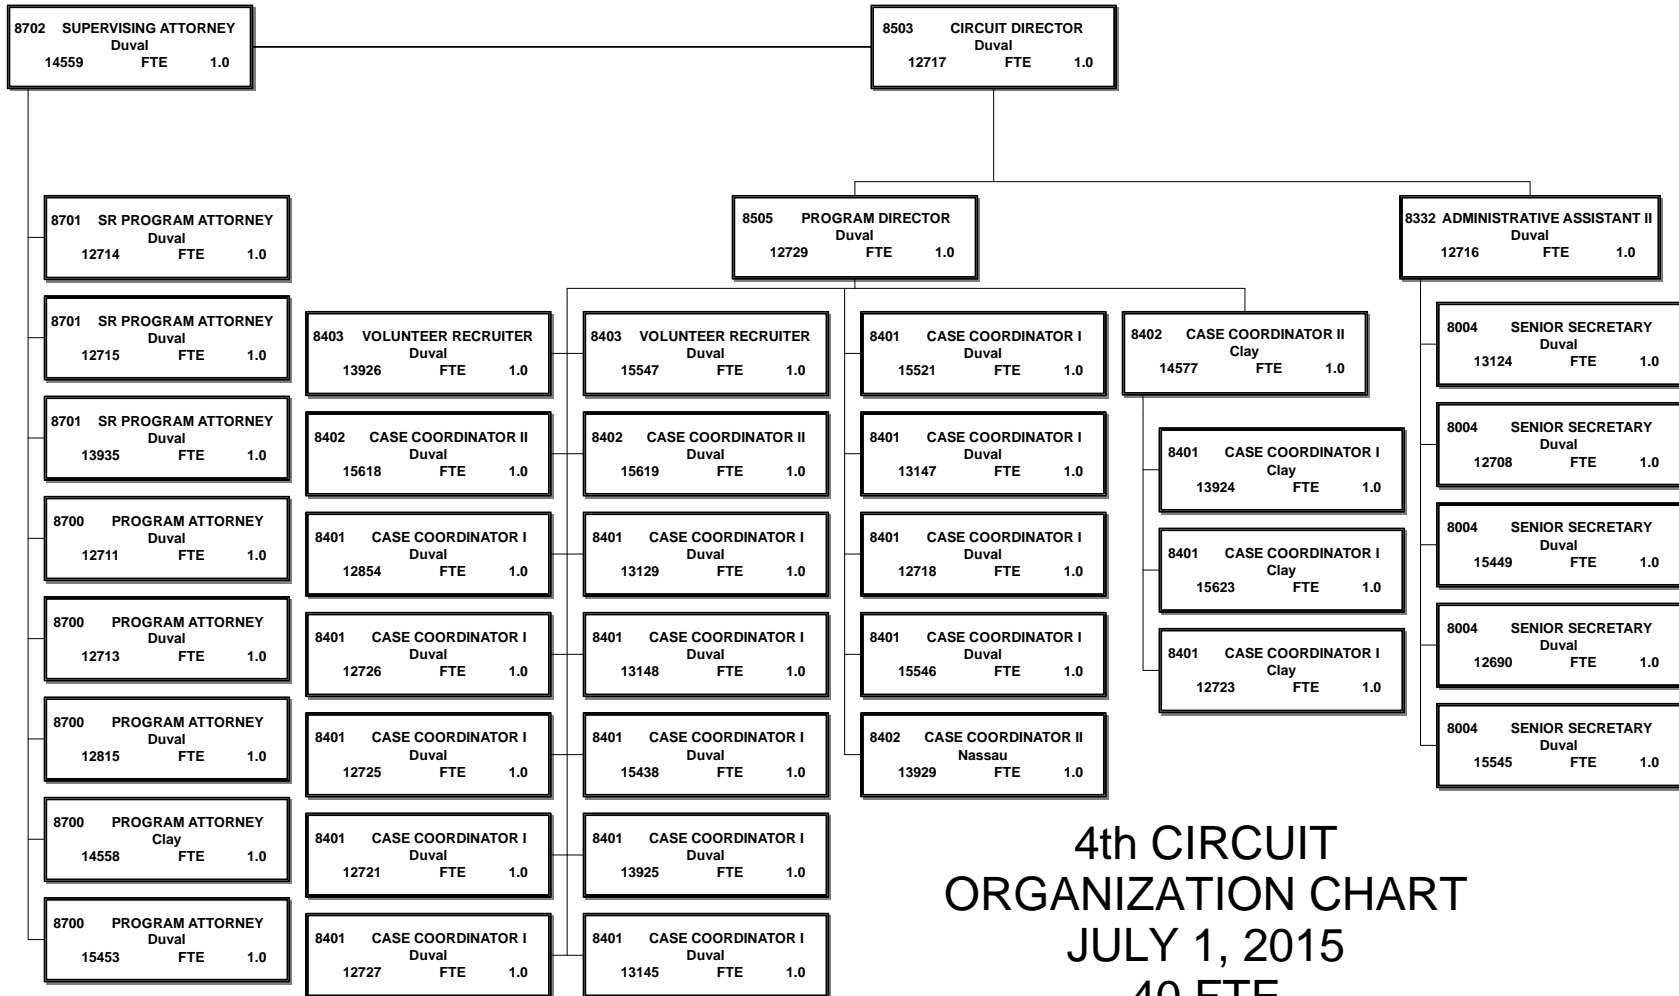 8702 SUPERVISING ATTORNEY
Duval
14559 FTE 1.0
8503 CIRCUIT DIRECTOR
Duval
12717 FTE 1.0
8701 SR PROGRAM ATTORNEY
Duval
12714 FTE 1.0
8701 SR PROGRAM ATTORNEY
Duval
12715 FTE 1.0
8701 SR PROGRAM ATTORNEY
Duval
13935 FTE 1.0
8700 PROGRAM ATTORNEY
Duval
12711 FTE 1.0
8700 PROGRAM ATTORNEY
Duval
12713 FTE 1.0
8700 PROGRAM ATTORNEY
Duval
12815 FTE 1.0
8700 PROGRAM ATTORNEY
Clay
14558 FTE 1.0
8700 PROGRAM ATTORNEY
Duval
15453 FTE 1.0
8505 PROGRAM DIRECTOR
Duval
12729 FTE 1.0
8403 VOLUNTEER RECRUITER
Duval
13926 FTE 1.0
8402 CASE COORDINATOR II
Duval
15618 FTE 1.0
8401 CASE COORDINATOR I
Duval
12854 FTE 1.0
8401 CASE COORDINATOR I
Duval
12726 FTE 1.0
8401 CASE COORDINATOR I
Duval
12725 FTE 1.0
8401 CASE COORDINATOR I
Duval
12721 FTE 1.0
8401 CASE COORDINATOR I
Duval
12727 FTE 1.0
8403 VOLUNTEER RECRUITER
Duval
15547 FTE 1.0
8402 CASE COORDINATOR II
Duval
15619 FTE 1.0
8401 CASE COORDINATOR I
Duval
13129 FTE 1.0
8401 CASE COORDINATOR I
Duval
13148 FTE 1.0
8401 CASE COORDINATOR I
Duval
15438 FTE 1.0
8401 CASE COORDINATOR I
Duval
13925 FTE 1.0
8401 CASE COORDINATOR I
Duval
13145 FTE 1.0
8401 CASE COORDINATOR I
Duval
15521 FTE 1.0
8401 CASE COORDINATOR I
Duval
13147 FTE 1.0
8401 CASE COORDINATOR I
Duval
12718 FTE 1.0
8401 CASE COORDINATOR I
Duval
15546 FTE 1.0
8402 CASE COORDINATOR II
Nassau
13929 FTE 1.0
8402 CASE COORDINATOR II
Clay
14577 FTE 1.0
8401 CASE COORDINATOR I
Clay
13924 FTE 1.0
8401 CASE COORDINATOR I
Clay
15623 FTE 1.0
8401 CASE COORDINATOR I
Clay
12723 FTE 1.0
8332 ADMINISTRATIVE ASSISTANT II
Duval
12716 FTE 1.0
8004 SENIOR SECRETARY
Duval
13124 FTE 1.0
8004 SENIOR SECRETARY
Duval
12708 FTE 1.0
8004 SENIOR SECRETARY
Duval
15449 FTE 1.0
8004 SENIOR SECRETARY
Duval
12690 FTE 1.0
8004 SENIOR SECRETARY
Duval
15545 FTE 1.0
4th CIRCUIT
ORGANIZATION CHART
JULY 1, 2015
40 FTE